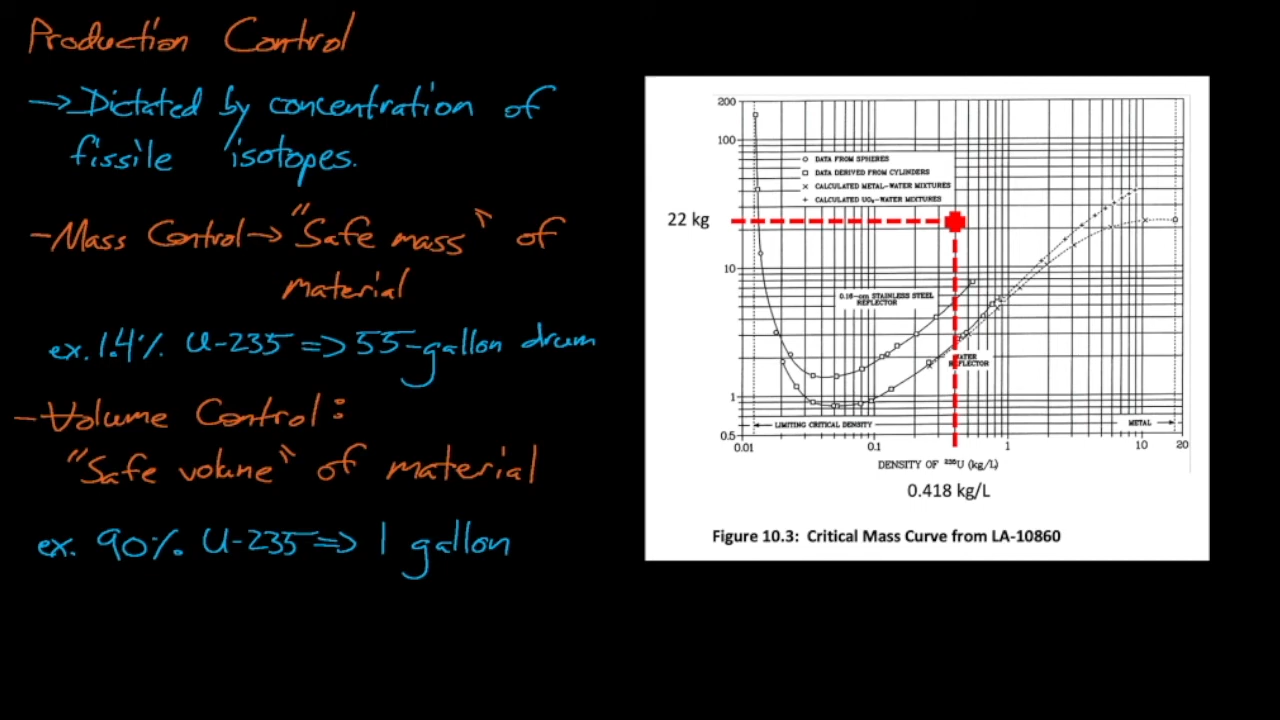 Production Control
→ Dictated by concentration of
fissile isotopes.
- Mass Control → "Safe mass" of
material
ex. 1.4% U-235 => 55-gallon drum
- Volume Control:
"Safe volune" of material
ex. 90% U-235 => 1 gallon
200
100
DATA FROM SPHERES
DATA DERIVED FROM CYLINDERS
CALCULATED METAL-WATER MIXTURES
CALCULATED UO₂-WATER MIXTURES
22 kg
10
0.16-cm STAINLESS STEEL
REFLECTOR
WATER
REFLECTOR
1
LIMITING CRITICAL DENSITY
METAL
0.5
0.01 0.1 1 10 20
DENSITY OF ²³⁵U (kg/L)
0.418 kg/L
Figure 10.3: Critical Mass Curve from LA-10860